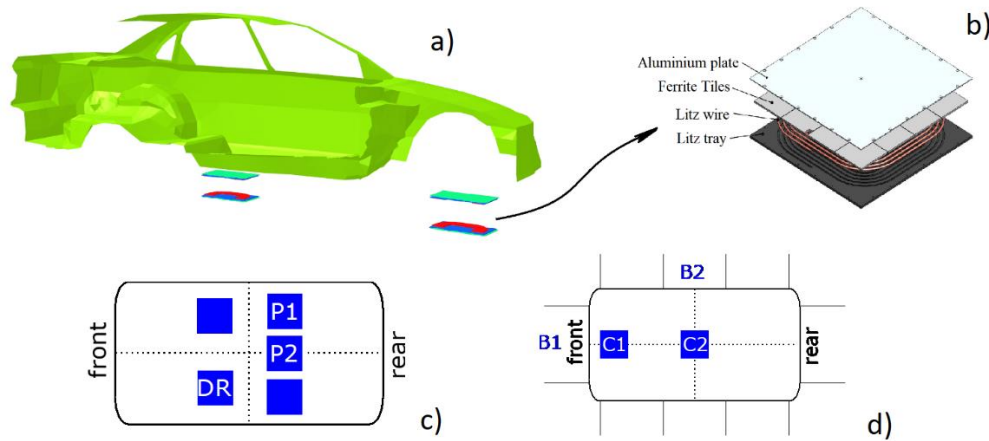 a)
b)
Aluminium plate
Ferrite Tiles
Litz wire
Litz tray
front
P1
P2
DR
rear
c)
B2
B1
front
C1
C2
rear
d)